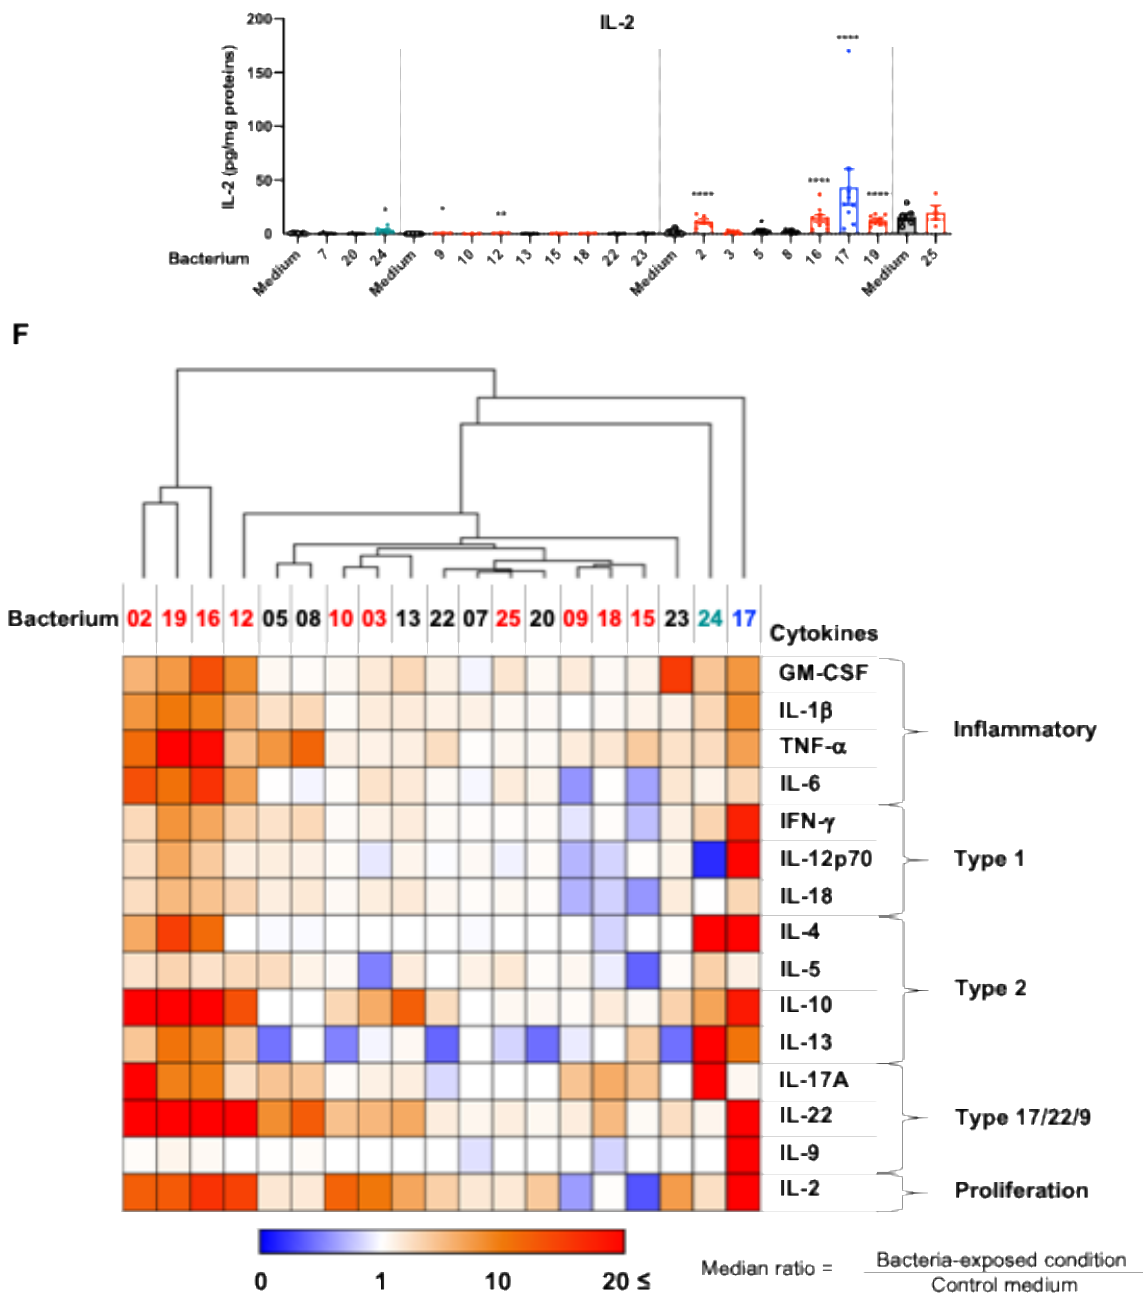 IL-2
****
200
150
100
50
0
IL-2 (pg/mg proteins)
* * ** **** **** ****
Bacterium
Medium 7 20 24 Medium 9 10 12 13 15 18 22 23 Medium 2 3 5 8 16 17 19 Medium 25
F
Bacterium 02 19 16 12 05 08 10 03 13 22 07 25 20 09 18 15 23 24 17
Cytokines
GM-CSF
IL-1β
Inflammatory
TNF-α
IL-6
IFN-γ
IL-12p70
Type 1
IL-18
IL-4
IL-5
Type 2
IL-10
IL-13
IL-17A
IL-22
Type 17/22/9
IL-9
IL-2
Proliferation
0 1 10 20 ≤
Median ratio = Bacteria-exposed condition
Control medium